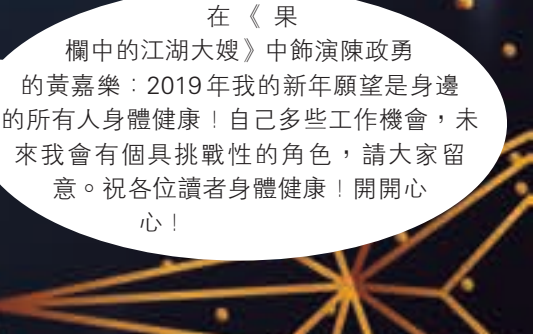 在《果
欄中的江湖大嫂》中飾演陳政勇
的黃嘉樂：2019年我的新年願望是身邊
的所有人身體健康！自己多些工作機會，未
來我會有個具挑戰性的角色，請大家留
意。祝各位讀者身體健康！開開心
心！